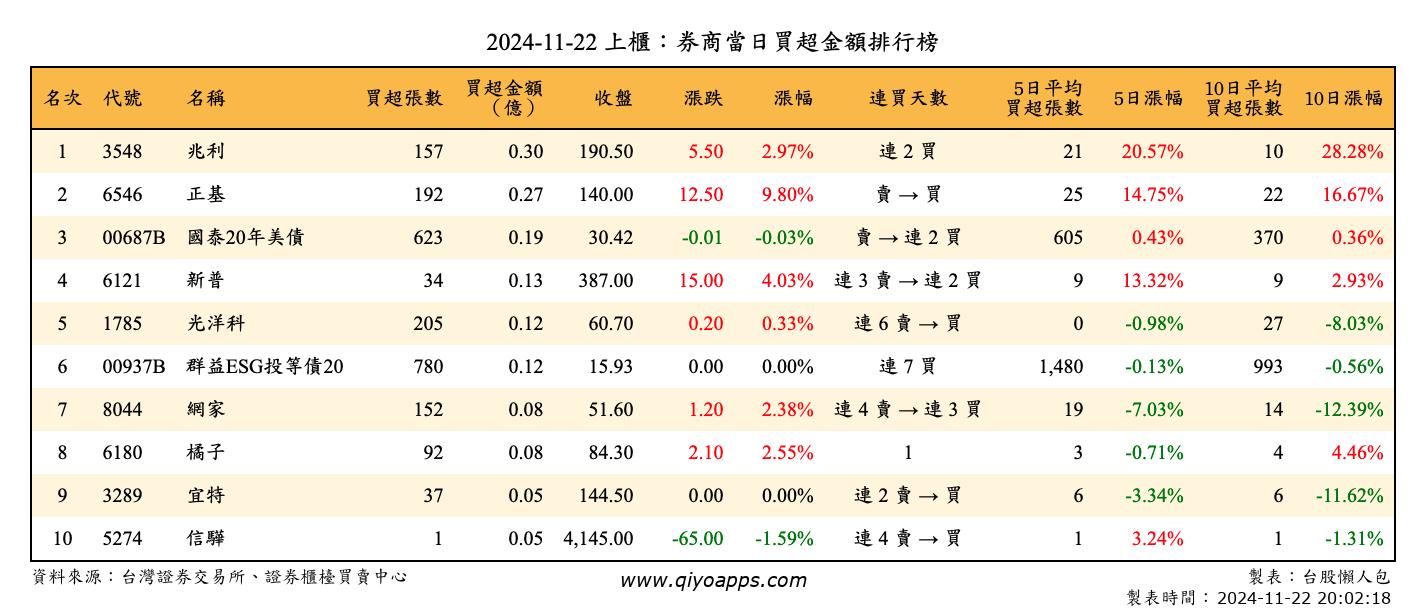 2024-11-22 上櫃：券商當日買超金額排行榜
名次 代號 名稱 買超張數 買超金額（億） 收盤 漲跌 漲幅 連買天數 5日平均買超張數 5日漲幅 10日平均買超張數 10日漲幅
1 3548 兆利 157 0.30 190.50 5.50 2.97% 連 2 買 21 20.57% 10 28.28%
2 6546 正基 192 0.27 140.00 12.50 9.80% 賣 → 買 25 14.75% 22 16.67%
3 00687B 國泰20年美債 623 0.19 30.42 -0.01 -0.03% 賣 → 連 2 買 605 0.43% 370 0.36%
4 6121 新普 34 0.13 387.00 15.00 4.03% 連 3 賣 → 連 2 買 9 13.32% 9 2.93%
5 1785 光洋科 205 0.12 60.70 0.20 0.33% 連 6 賣 → 買 0 -0.98% 27 -8.03%
6 00937B 群益ESG投等債20 780 0.12 15.93 0.00 0.00% 連 7 買 1,480 -0.13% 993 -0.56%
7 8044 網家 152 0.08 51.60 1.20 2.38% 連 4 賣 → 連 3 買 19 -7.03% 14 -12.39%
8 6180 橘子 92 0.08 84.30 2.10 2.55% 1 3 -0.71% 4 4.46%
9 3289 宜特 37 0.05 144.50 0.00 0.00% 連 2 賣 → 買 6 -3.34% 6 -11.62%
10 5274 信驊 1 0.05 4,145.00 -65.00 -1.59% 連 4 賣 → 買 1 3.24% 1 -1.31%
資料來源：台灣證券交易所、證券櫃檯買賣中心 www.qiyoapps.com 製表：台股懶人包
製表時間：2024-11-22 20:02:18